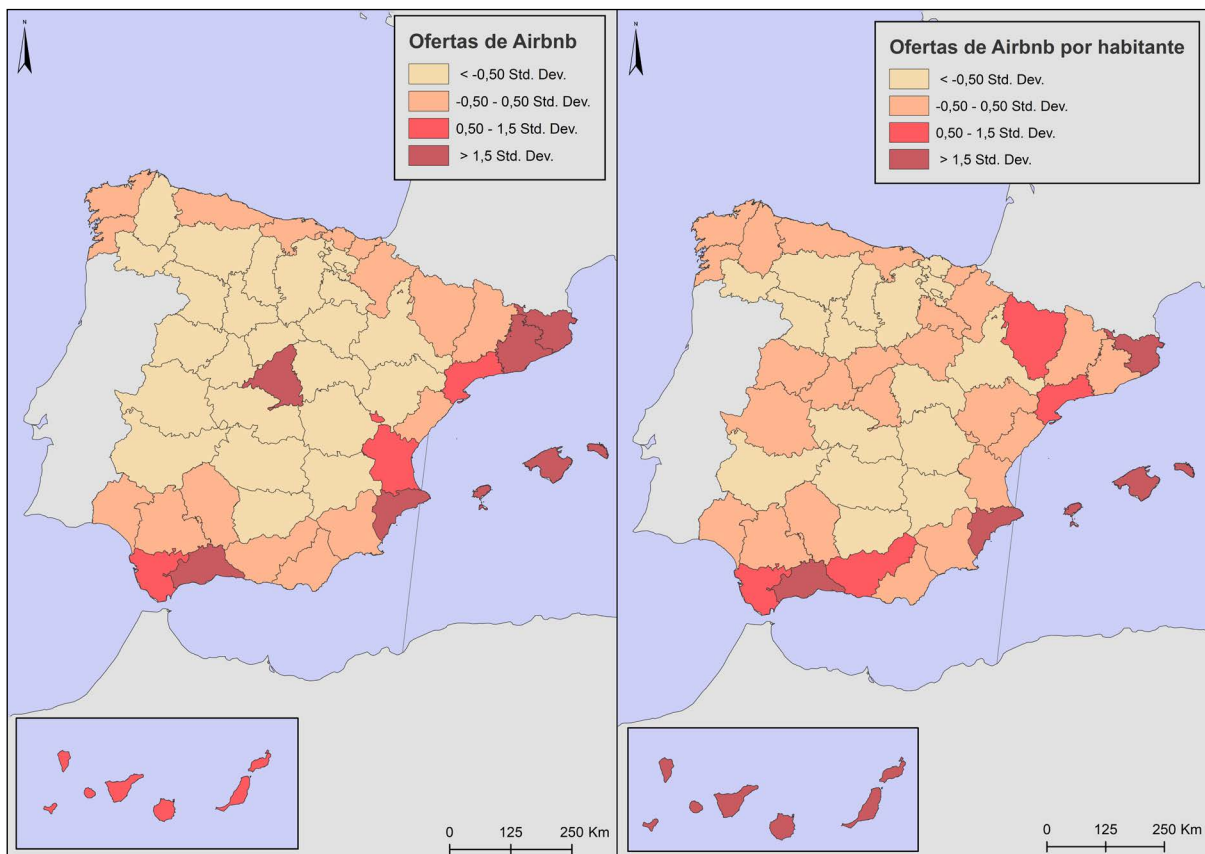 N
Ofertas de Airbnb
< -0,50 Std. Dev.
-0,50 - 0,50 Std. Dev.
0,50 - 1,5 Std. Dev.
> 1,5 Std. Dev.
0 125 250 Km
N
Ofertas de Airbnb por habitante
< -0,50 Std. Dev.
-0,50 - 0,50 Std. Dev.
0,50 - 1,5 Std. Dev.
> 1,5 Std. Dev.
0 125 250 Km